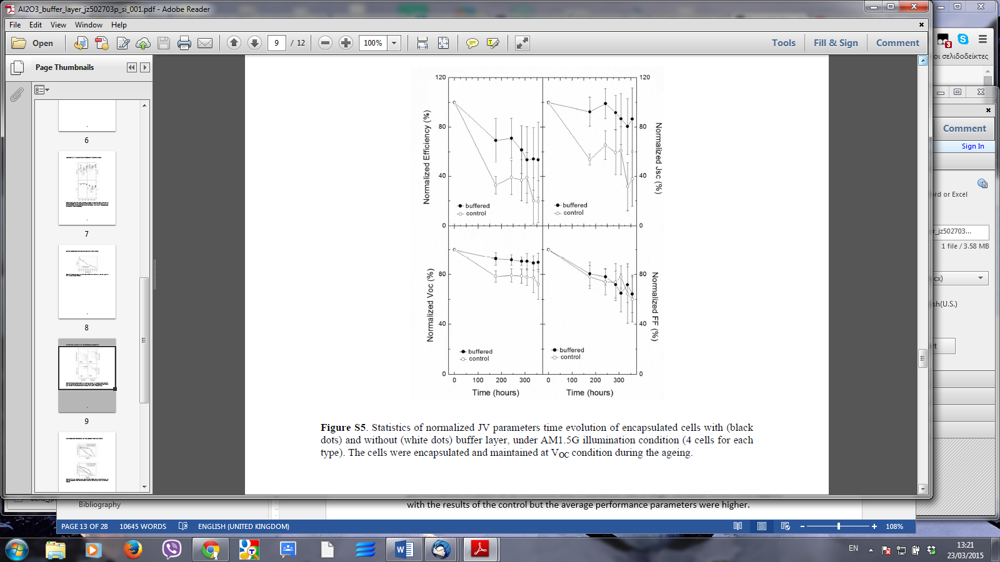 Al2O3_buffer_layer_jz502703p_si_001.pdf - Adobe Reader
File Edit View Window Help
Open 9 / 12 100% Tools Fill & Sign Comment
3
οι σελιδοδείκτες
Page Thumbnails
6
7
8
9
120
80
40
0
Normalized Efficiency (%)
buffered
control
120
80
40
0
Normalized Jsc (%)
buffered
control
80
40
0
Normalized Voc (%)
buffered
control
80
40
0
Normalized FF (%)
buffered
control
0 100 200 300
0 100 200 300
Time (hours)
Time (hours)
Figure S5. Statistics of normalized JV parameters time evolution of encapsulated cells with (black
dots) and without (white dots) buffer layer, under AM1.5G illumination condition (4 cells for each
type). The cells were encapsulated and maintained at VOC condition during the ageing.
Comment
Sign In
ord or Excel
r_jz502703...
1 file / 3.58 MB
cx)
sh(U.S.)
rt
Bibliography
with the results of the control but the average performance parameters were higher.
PAGE 13 OF 28 10645 WORDS ENGLISH (UNITED KINGDOM) 108%
EN
13:21
23/03/2015